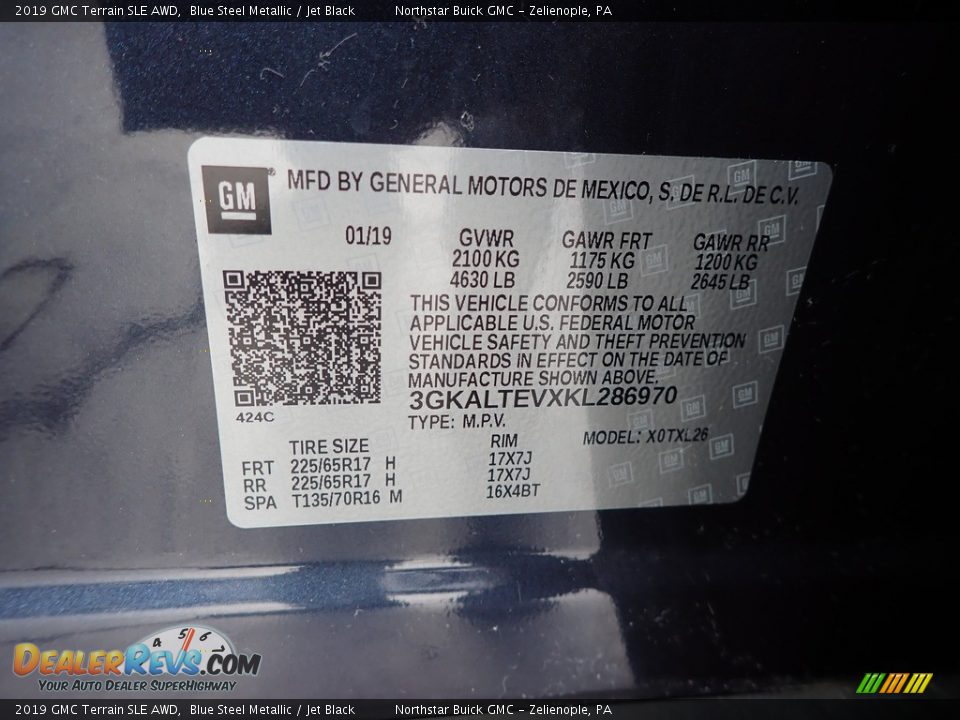 2019 GMC Terrain SLE AWD, Blue Steel Metallic / Jet Black Northstar Buick GMC – Zelienople, PA
GM® MFD BY GENERAL MOTORS DE MEXICO, S. DE R.L. DE C.V.
01/19 GVWR GAWR FRT GAWR RR
2100 KG 1175 KG 1200 KG
4630 LB 2590 LB 2645 LB
THIS VEHICLE CONFORMS TO ALL
APPLICABLE U.S. FEDERAL MOTOR
VEHICLE SAFETY AND THEFT PREVENTION
STANDARDS IN EFFECT ON THE DATE OF
MANUFACTURE SHOWN ABOVE.
3GKALTEVXKL286970
424C
TYPE: M.P.V.
MODEL: X0TXL26
TIRE SIZE RIM
FRT 225/65R17 H 17X7J
RR 225/65R17 H 17X7J
SPA T135/70R16 M 16X4BT
4 5 6 7
DEALERREVS.COM
YOUR AUTO DEALER SUPERHIGHWAY
2019 GMC Terrain SLE AWD, Blue Steel Metallic / Jet Black Northstar Buick GMC – Zelienople, PA